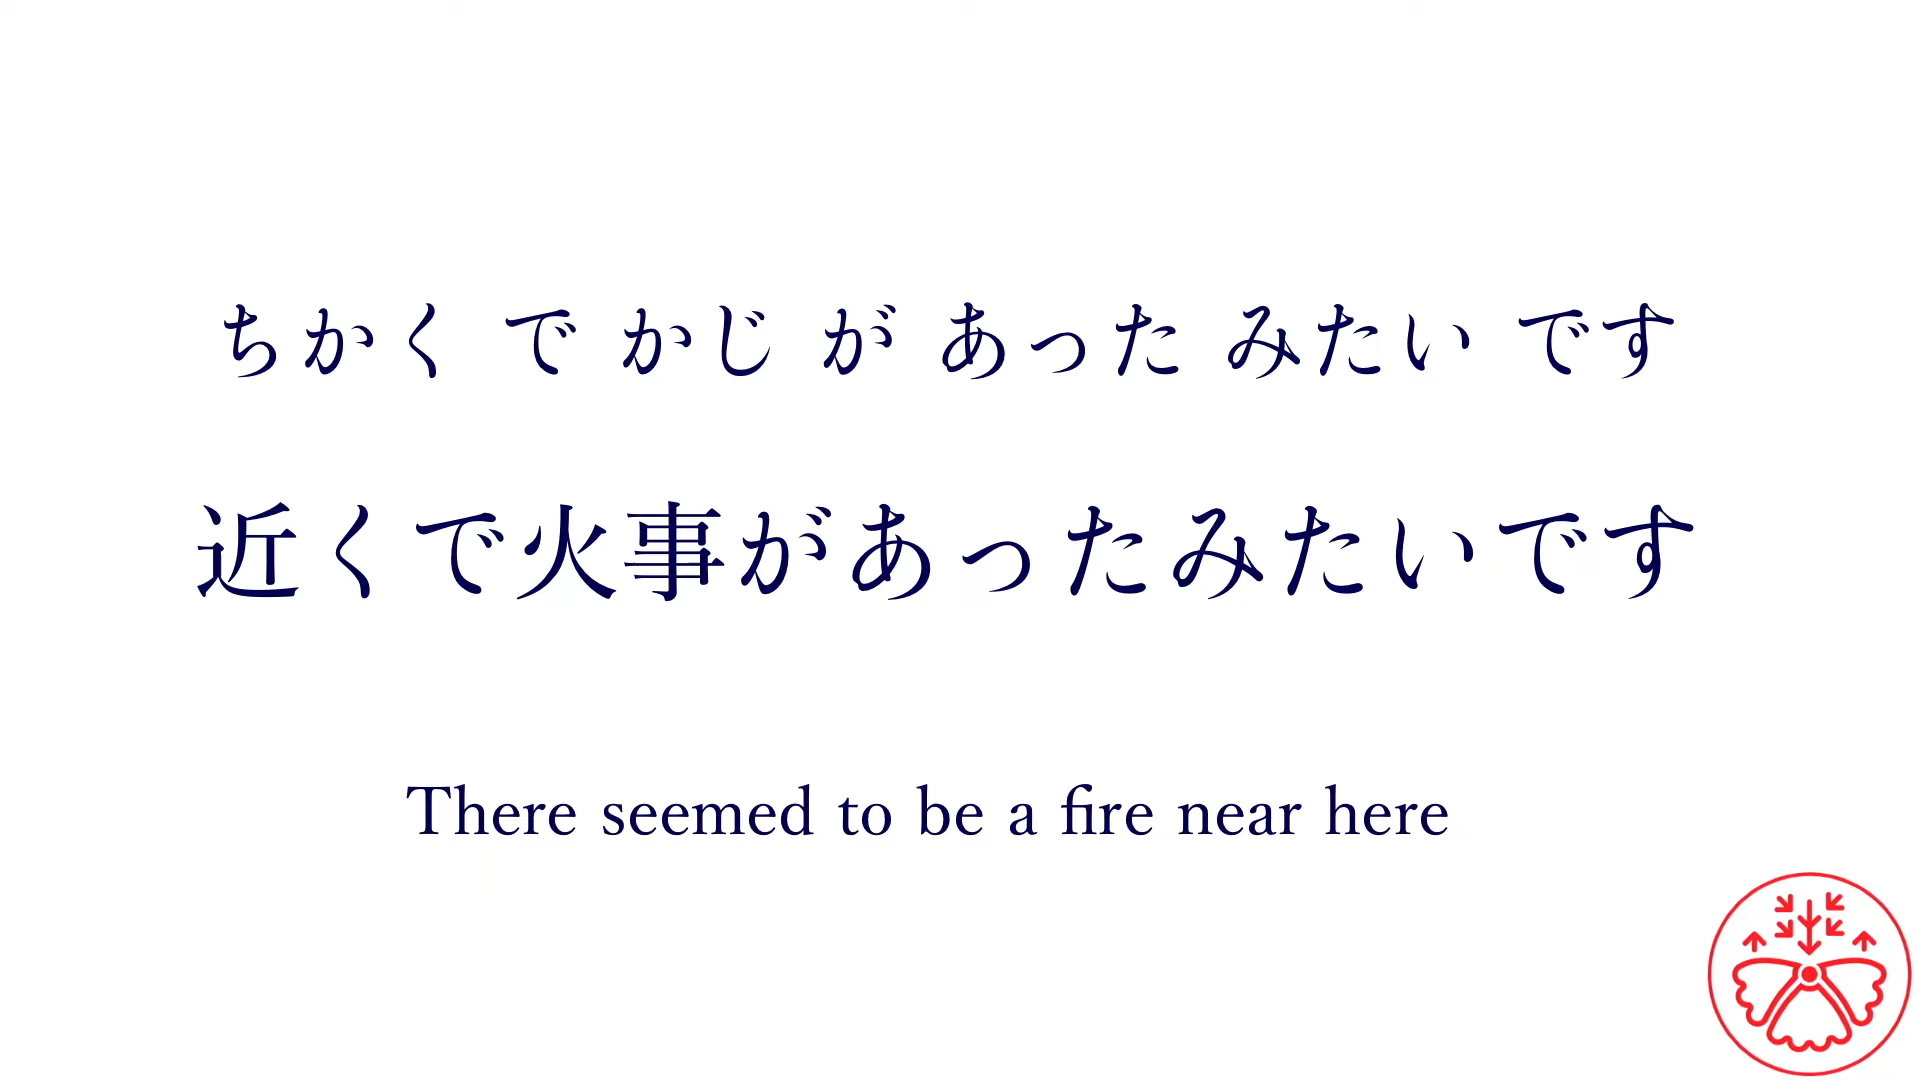 ちかく で かじ が あった みたい です
近くで火事があったみたいです
There seemed to be a fire near here